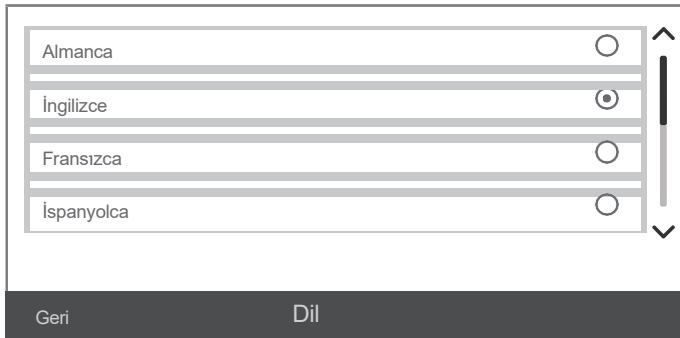 Almanca
İngilizce
Fransızca
İspanyolca
Geri
Dil